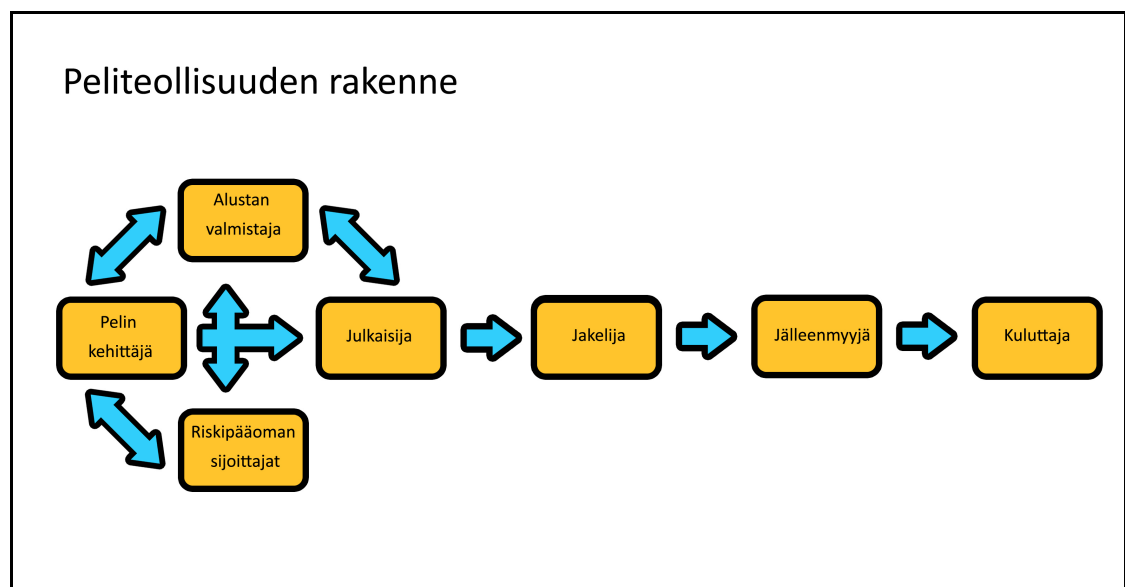 Peliteollisuuden rakenne
Alustan
valmistaja
Pelin
kehittäjä
Julkaisija
Jakelija
Jälleenmyyjä
Kuluttaja
Riskipääoman
sijoittajat